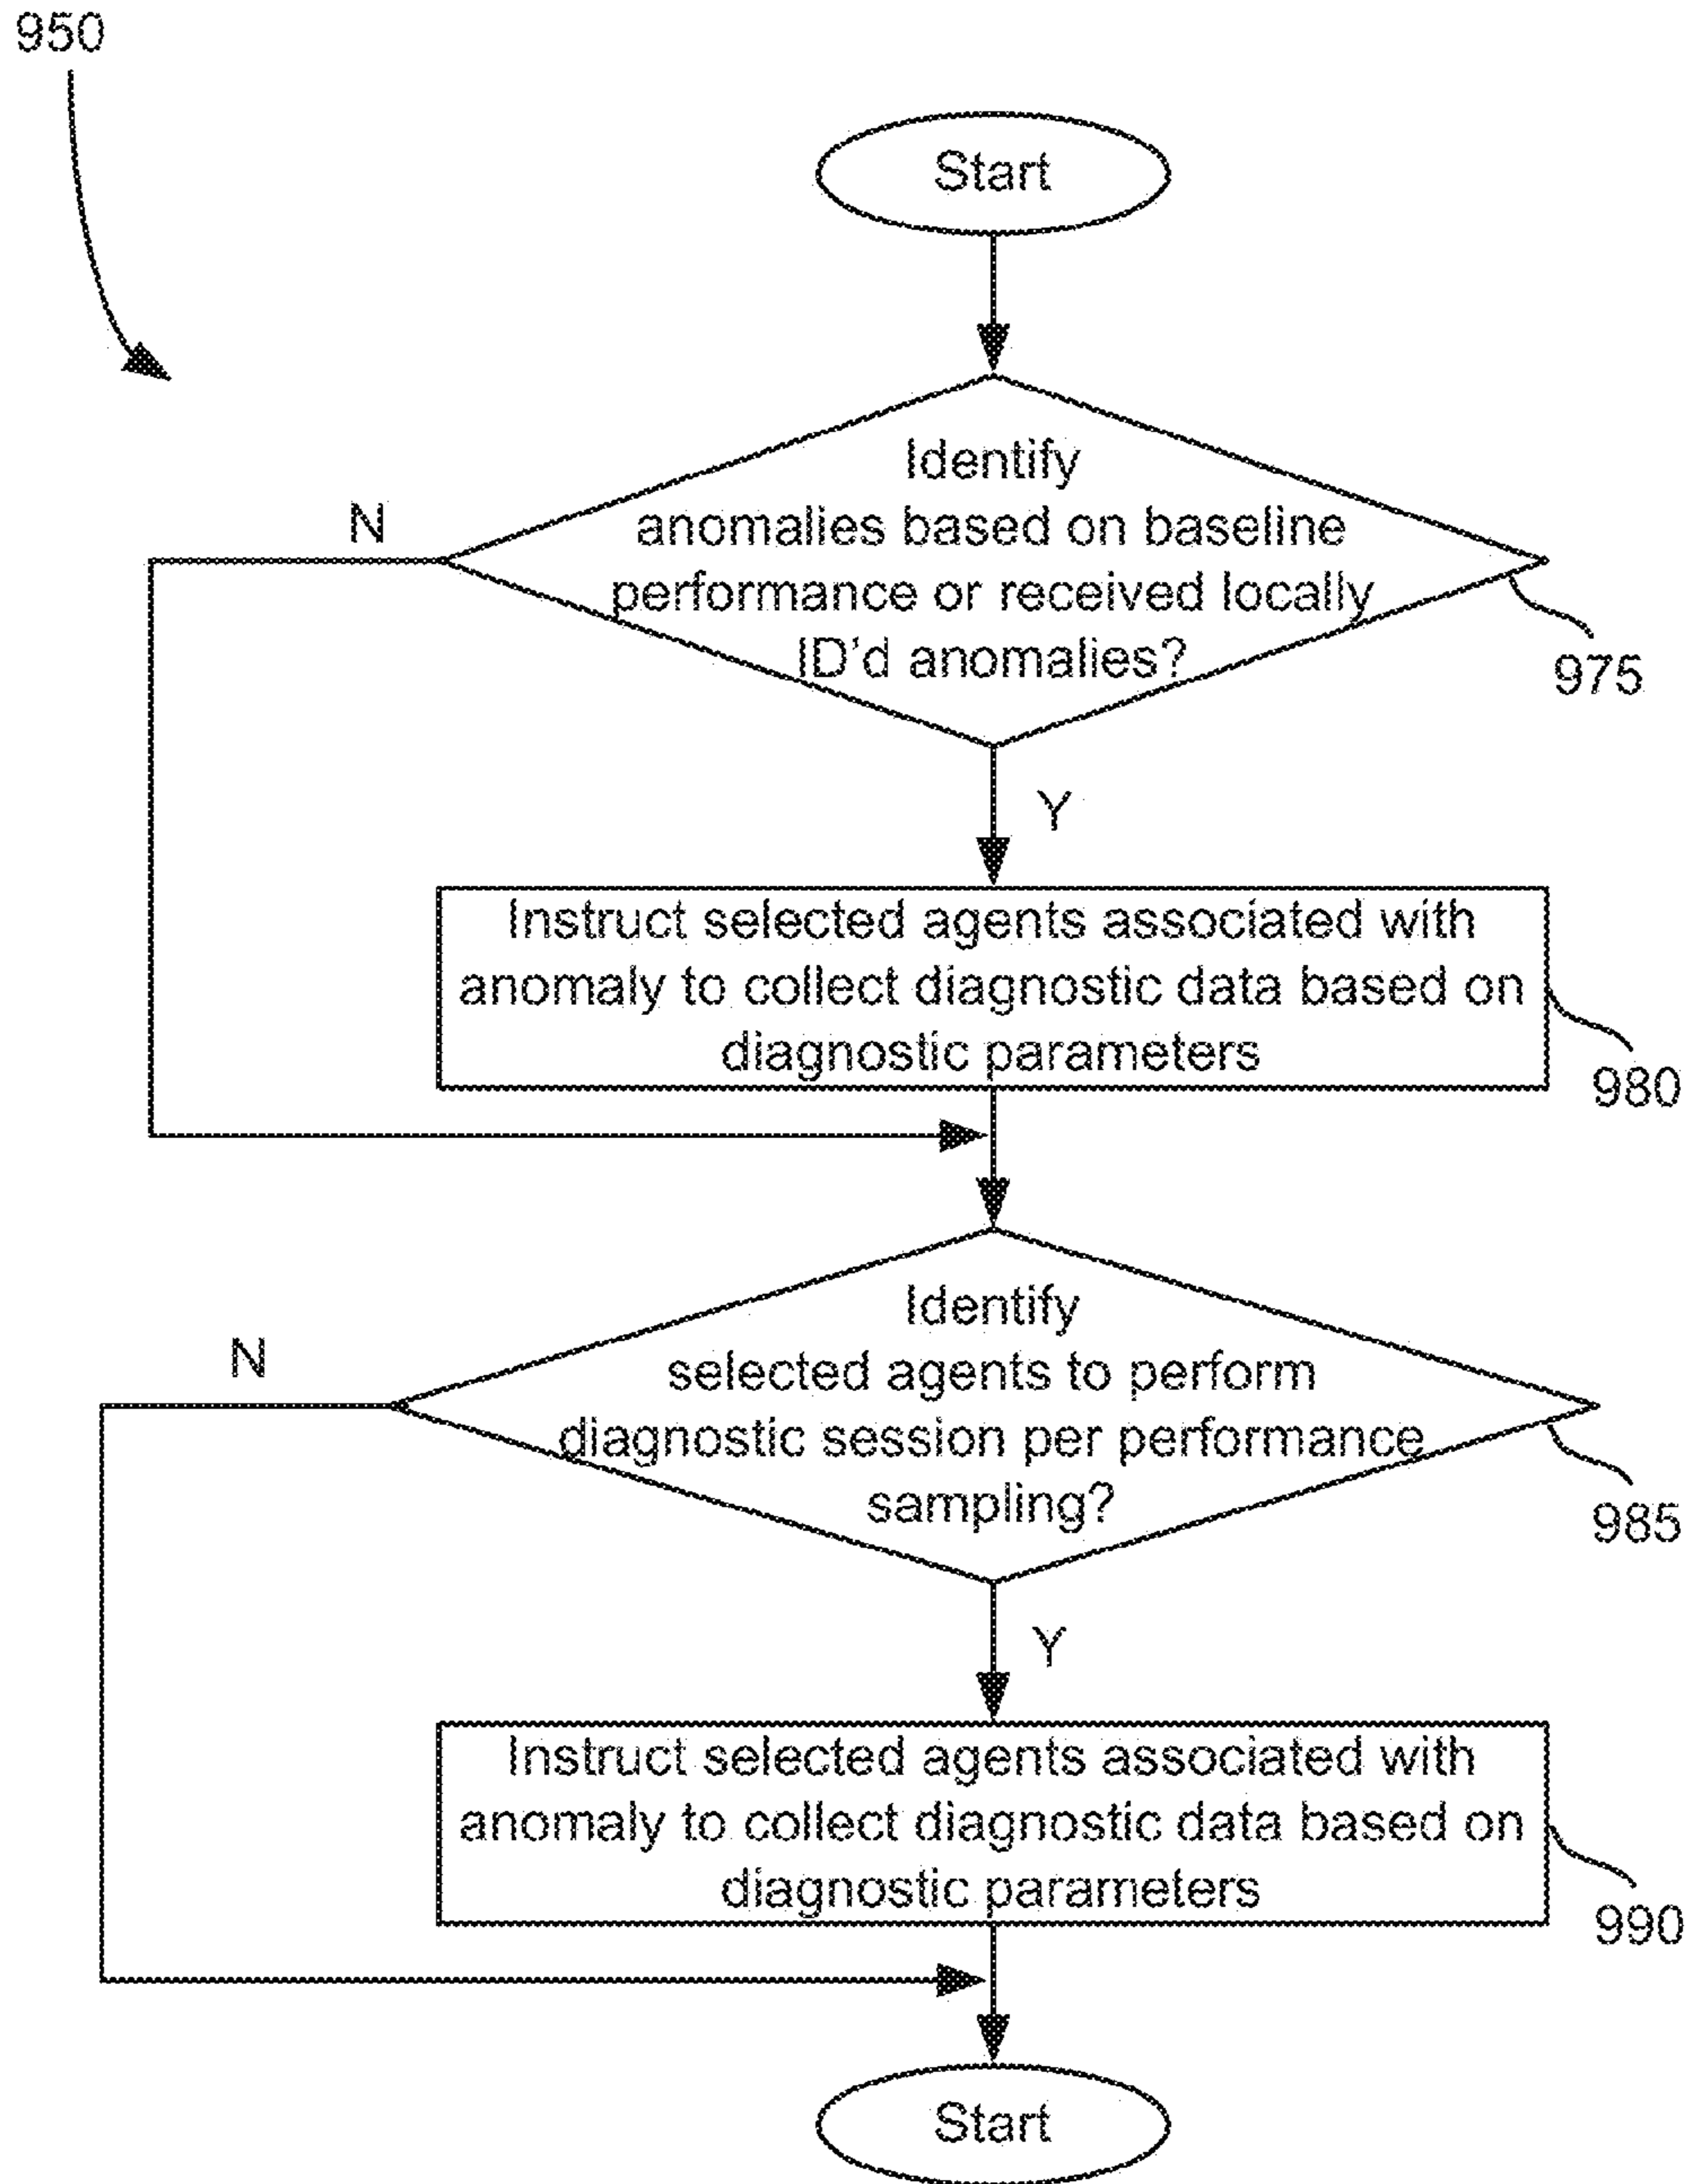 950
Start
Identify
anomalies based on baseline
performance or received locally
ID'd anomalies?
N
975
Y
Instruct selected agents associated with
anomaly to collect diagnostic data based on
diagnostic parameters
980
Identify
selected agents to perform
diagnostic session per performance
sampling?
N
985
Y
Instruct selected agents associated with
anomaly to collect diagnostic data based on
diagnostic parameters
990
Start